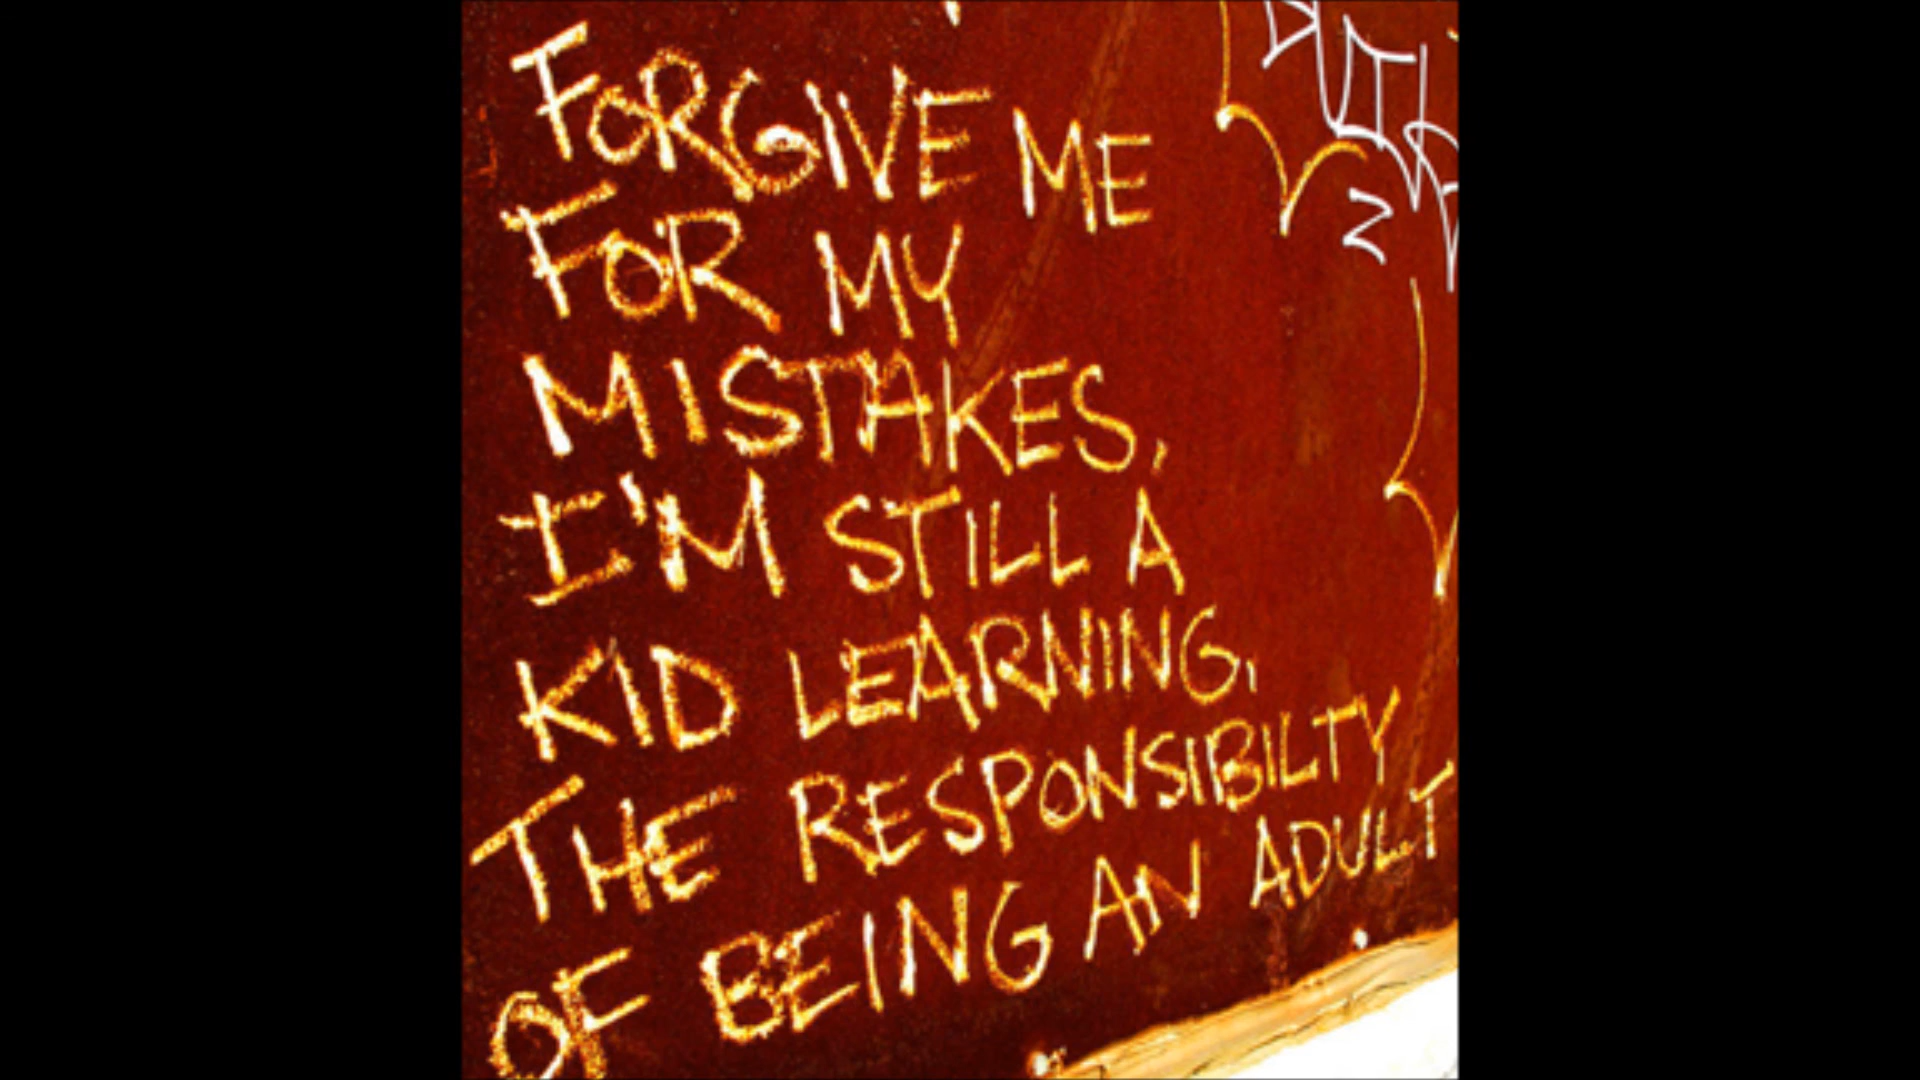 FORGIVE ME
FOR MY
MISTAKES,
I'M STILL A
KID LEARNING,
THE RESPONSIBILTY
OF BEING AN ADULT